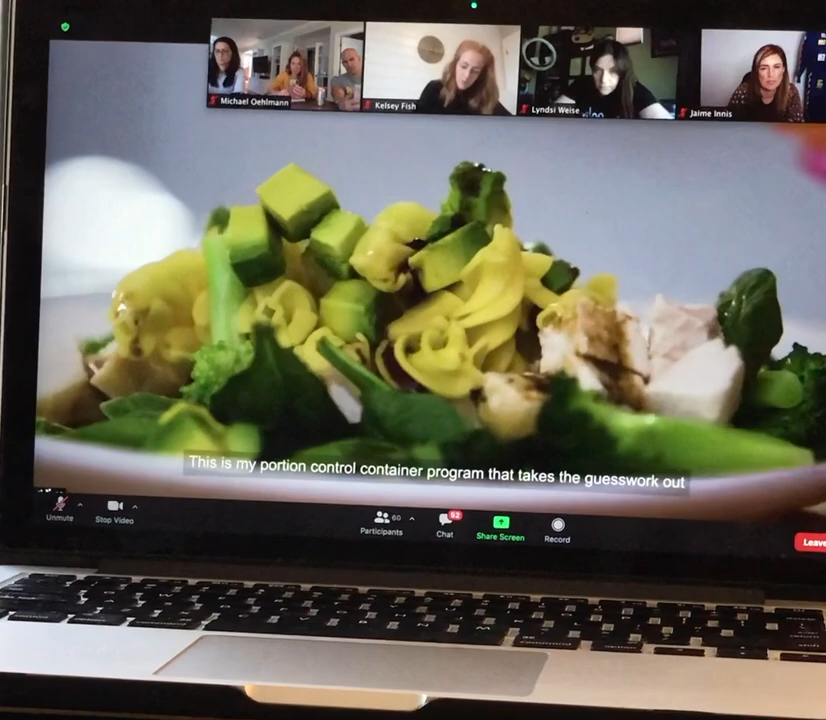 Michael Oehlmann
Kelsey Fish
Lyndsi Weise
Jaime Innis
This is my portion control container program that takes the guesswork out
Unmute
Stop Video
60
Participants
92
Chat
Share Screen
Record
Leave